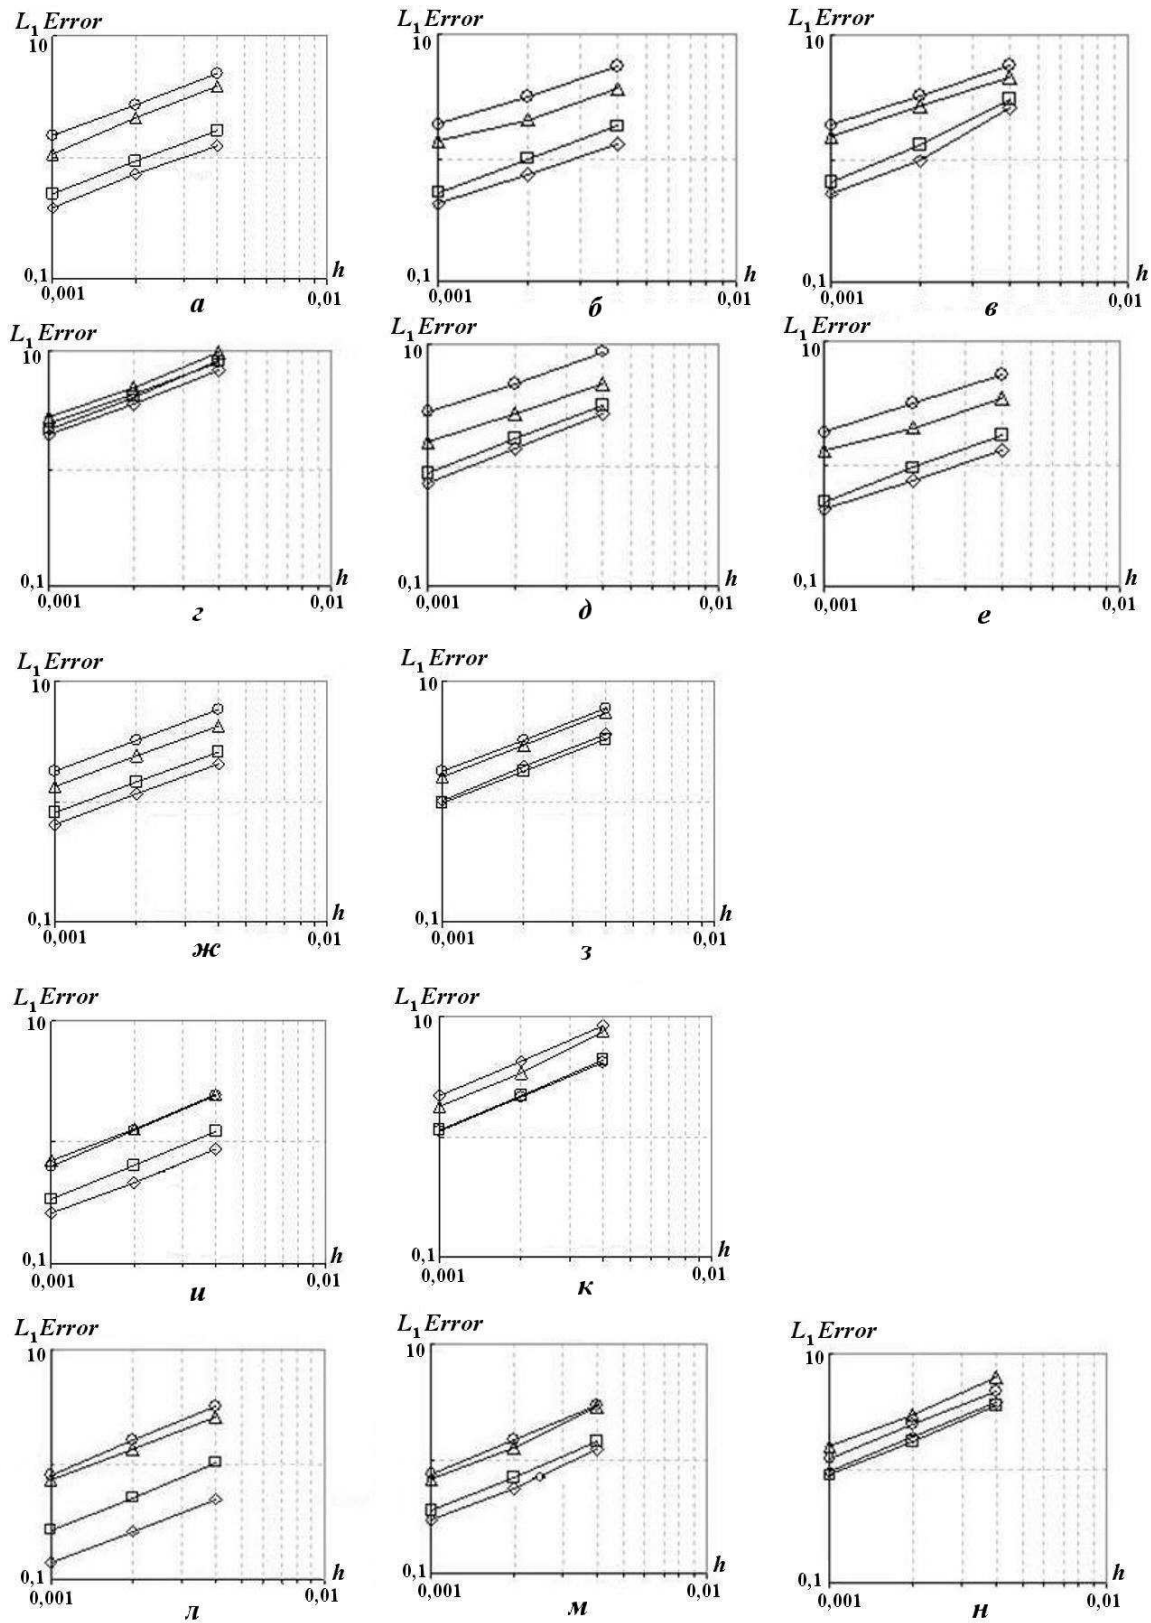 L₁ Error L₁ Error L₁ Error
10 10 10
0,1 h 0,1 h 0,1 h
0,001 0,01 0,001 0,01 0,001 0,01
а б в
L₁ Error L₁ Error L₁ Error
10 10 10
0,1 h 0,1 h 0,1 h
0,001 0,01 0,001 0,01 0,001 0,01
г д е
L₁ Error L₁ Error
10 10
0,1 h 0,1 h
0,001 0,01 0,001 0,01
ж з
L₁ Error L₁ Error
10 10
0,1 h 0,1 h
0,001 0,01 0,001 0,01
и к
L₁ Error L₁ Error L₁ Error
10 10 10
0,1 h 0,1 h 0,1 h
0,001 0,01 0,001 0,01 0,001 0,01
л м н